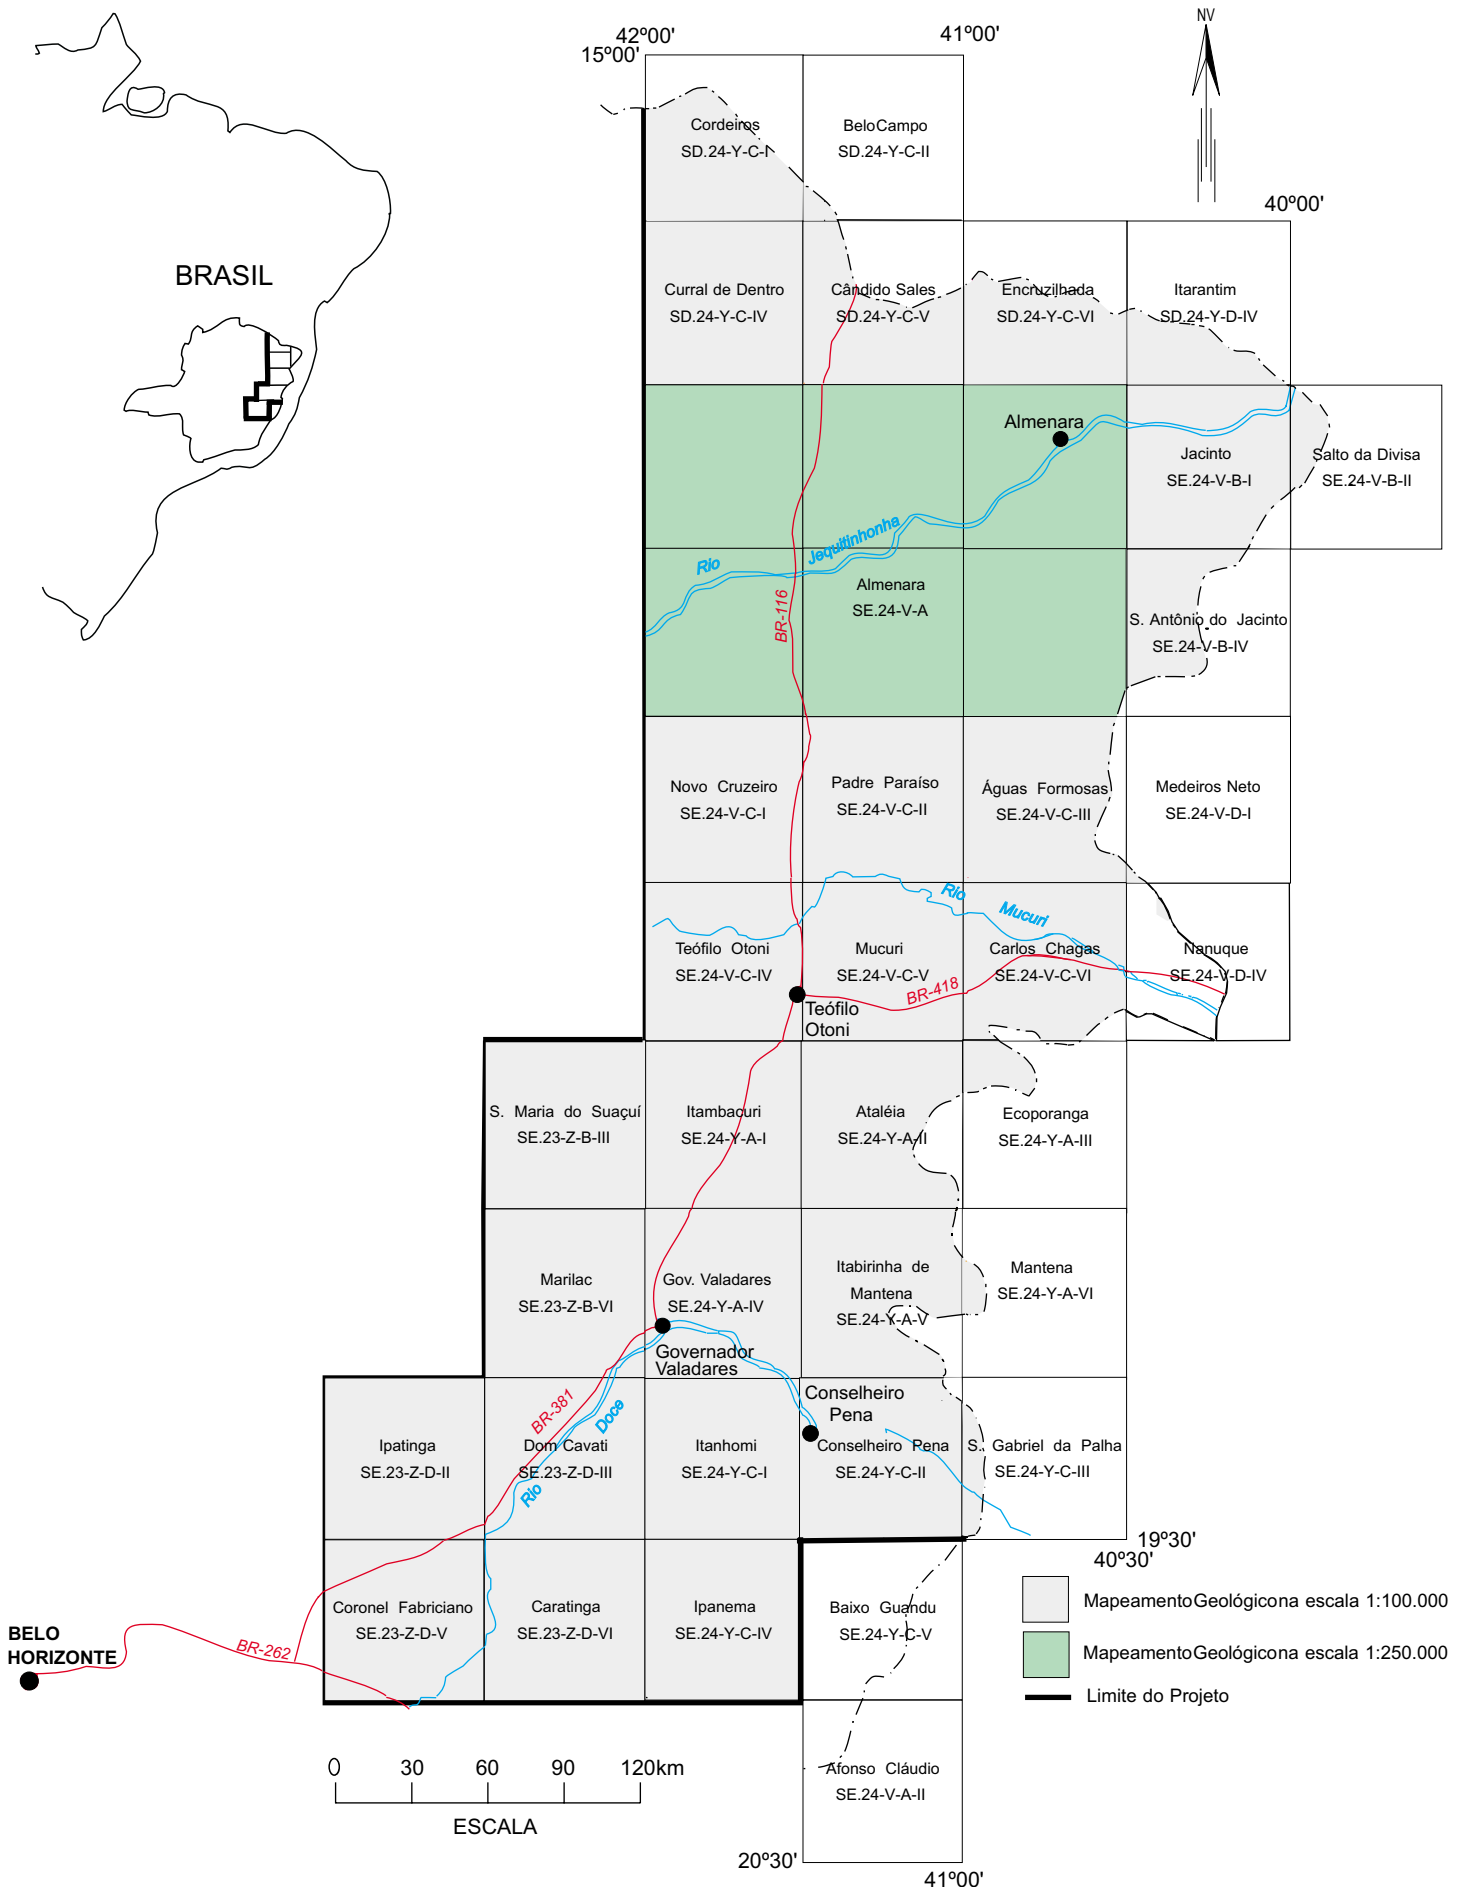 NV
42º00'
41º00'
15º00'
Cordeiros
SD.24-Y-C-I
BeloCampo
SD.24-Y-C-II
40º00'
BRASIL
Curral de Dentro
SD.24-Y-C-IV
Cândido Sales
SD.24-Y-C-V
Encruzilhada
SD.24-Y-C-VI
Itarantim
SD.24-Y-D-IV
Almenara
Jacinto
SE.24-V-B-I
Salto da Divisa
SE.24-V-B-II
Rio
Jequitinhonha
Almenara
SE.24-V-A
BR-116
S. Antônio do Jacinto
SE.24-V-B-IV
Novo Cruzeiro
SE.24-V-C-I
Padre Paraíso
SE.24-V-C-II
Águas Formosas
SE.24-V-C-III
Medeiros Neto
SE.24-V-D-I
Rio
Mucuri
Teófilo Otoni
SE.24-V-C-IV
Mucuri
SE.24-V-C-V
Carlos Chagas
SE.24-V-C-VI
Nanuque
SE.24-V-D-IV
BR-418
Teófilo
Otoni
S. Maria do Suaçuí
SE.23-Z-B-III
Itambacuri
SE.24-Y-A-I
Ataléia
SE.24-Y-A-II
Ecoporanga
SE.24-Y-A-III
Marilac
SE.23-Z-B-VI
Gov. Valadares
SE.24-Y-A-IV
Itabirinha de
Mantena
SE.24-Y-A-V
Mantena
SE.24-Y-A-VI
Governador
Valadares
Conselheiro
Pena
BR-381
Doce
Rio
Ipatinga
SE.23-Z-D-II
Dom Cavati
SE.23-Z-D-III
Itanhomi
SE.24-Y-C-I
Conselheiro Pena
SE.24-Y-C-II
S. Gabriel da Palha
SE.24-Y-C-III
19º30'
40º30'
Coronel Fabriciano
SE.23-Z-D-V
Caratinga
SE.23-Z-D-VI
Ipanema
SE.24-Y-C-IV
Baixo Guandu
SE.24-Y-C-V
BELO
HORIZONTE
BR-262
MapeamentoGeológicona escala 1:100.000
MapeamentoGeológicona escala 1:250.000
Limite do Projeto
Afonso Cláudio
SE.24-V-A-II
0 30 60 90 120km
ESCALA
20º30'
41º00'